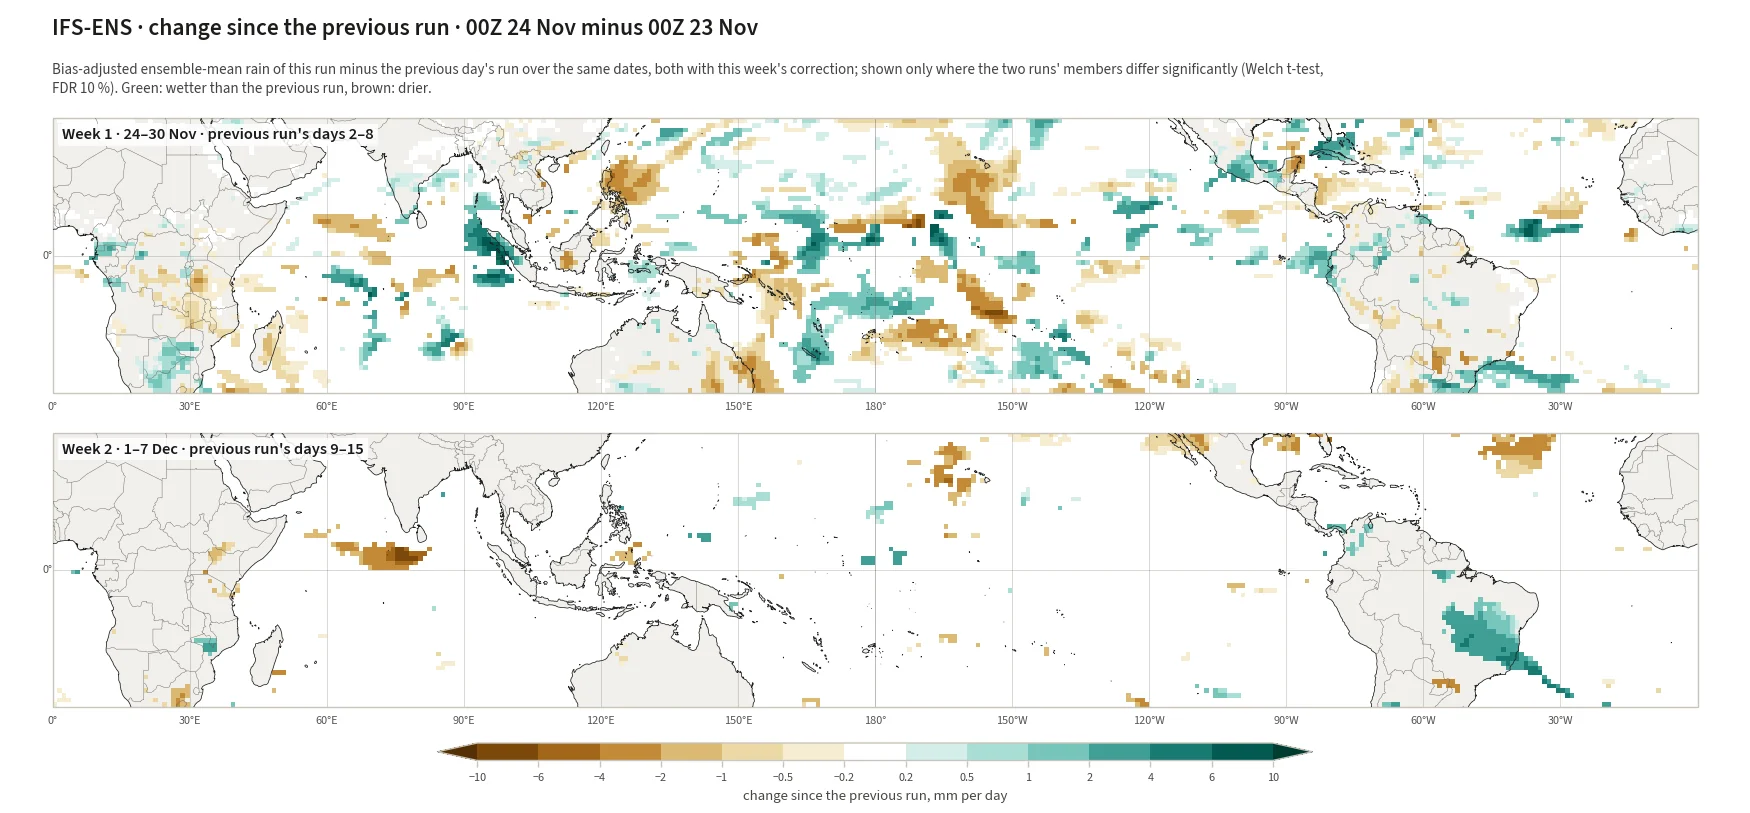 IFS-ENS · change since the previous run · 00Z 24 Nov minus 00Z 23 Nov
Bias-adjusted ensemble-mean rain of this run minus the previous day's run over the same dates, both with this week's correction; shown only where the two runs' members differ significantly (Welch t-test,
FDR 10 %). Green: wetter than the previous run, brown: drier.
Week 1 · 24–30 Nov · previous run's days 2–8
0°
0° 30°E 60°E 90°E 120°E 150°E 180° 150°W 120°W 90°W 60°W 30°W
Week 2 · 1–7 Dec · previous run's days 9–15
0°
0° 30°E 60°E 90°E 120°E 150°E 180° 150°W 120°W 90°W 60°W 30°W
−10 −6 −4 −2 −1 −0.5 −0.2 0.2 0.5 1 2 4 6 10
change since the previous run, mm per day